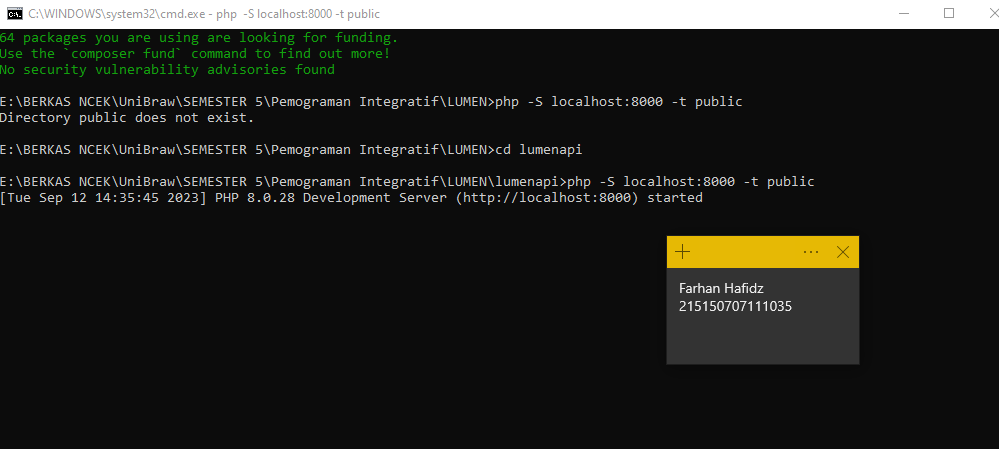 C:\WINDOWS\system32\cmd.exe - php  -S localhost:8000 -t public
64 packages you are using are looking for funding.
Use the `composer fund` command to find out more!
No security vulnerability advisories found
E:\BERKAS NCEK\UniBraw\SEMESTER 5\Pemograman Integratif\LUMEN>php -S localhost:8000 -t public
Directory public does not exist.
E:\BERKAS NCEK\UniBraw\SEMESTER 5\Pemograman Integratif\LUMEN>cd lumenapi
E:\BERKAS NCEK\UniBraw\SEMESTER 5\Pemograman Integratif\LUMEN\lumenapi>php -S localhost:8000 -t public
[Tue Sep 12 14:35:45 2023] PHP 8.0.28 Development Server (http://localhost:8000) started
Farhan Hafidz
215150707111035